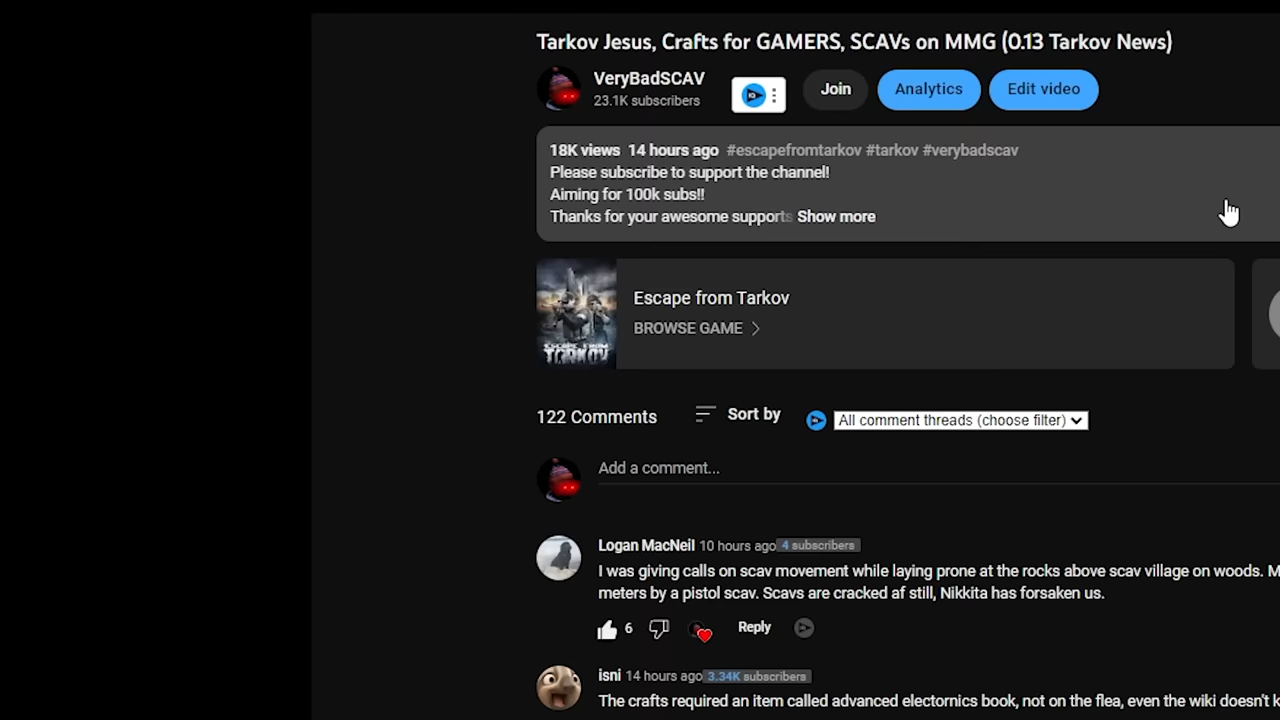 Tarkov Jesus, Crafts for GAMERS, SCAVs on MMG (0.13 Tarkov News)
VeryBadSCAV
23.1K subscribers
Join
Analytics
Edit video
18K views 14 hours ago #escapefromtarkov #tarkov #verybadscav
Please subscribe to support the channel!
Aiming for 100k subs!!
Thanks for your awesome supports Show more
ESCAPE FROM
TARKOV
Escape from Tarkov
BROWSE GAME
122 Comments
Sort by
All comment threads (choose filter)
Add a comment...
Logan MacNeil 10 hours ago 4 subscribers
I was giving calls on scav movement while laying prone at the rocks above scav village on woods. M
meters by a pistol scav. Scavs are cracked af still, Nikkita has forsaken us.
6
Reply
isni 14 hours ago 3.34K subscribers
The crafts required an item called advanced electornics book, not on the flea, even the wiki doesn't k